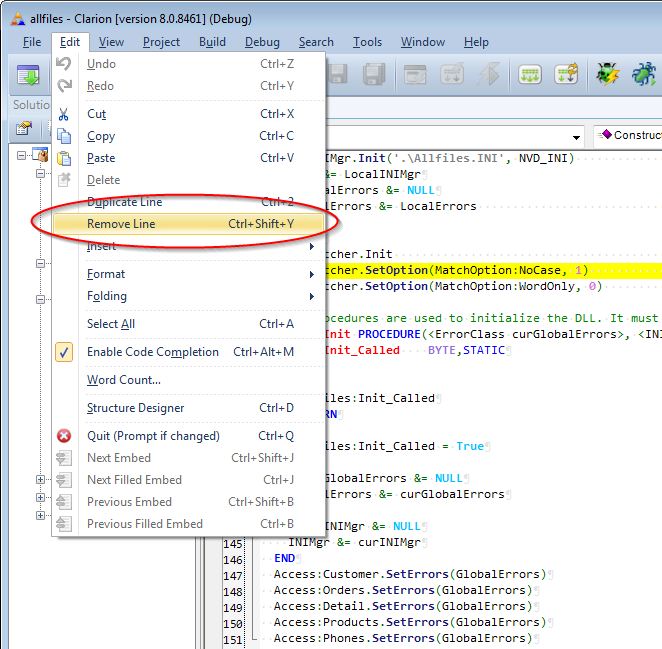 allfiles - Clarion [version 8.0.8461] (Debug)
File Edit View Project Build Debug Search Tools Window Help
Undo Ctrl+Z
Redo Ctrl+Y
Solutio
Cut Ctrl+X
Copy Ctrl+C
Construct
Paste Ctrl+V
MMgr.Init('.\Allfiles.INI', NVD_INI)
Delete
&= LocalINIMgr
alErrors &= NULL
Duplicate Line Ctrl+2
Errors &= LocalErrors
Remove Line Ctrl+Shift+Y
Insert
tcher.Init
Format
tcher.SetOption(MatchOption:NoCase, 1)
Folding
tcher.SetOption(MatchOption:WordOnly, 0)
Select All Ctrl+A
ocedures are used to initialize the DLL. It must
Init PROCEDURE(<ErrorClass curGlobalErrors>, <INI
Enable Code Completion Ctrl+Alt+M
Init_Called BYTE,STATIC
Word Count...
Structure Designer Ctrl+D
iles:Init_Called
RN
Quit (Prompt if changed) Ctrl+Q
iles:Init_Called = True
Next Embed Ctrl+Shift+J
Next Filled Embed Ctrl+J
GlobalErrors &= NULL
alErrors &= curGlobalErrors
Previous Embed Ctrl+Shift+B
Previous Filled Embed Ctrl+B
INIMgr &= NULL
145 INIMgr &= curINIMgr
146 END
147 Access:Customer.SetErrors(GlobalErrors)
148 Access:Orders.SetErrors(GlobalErrors)
149 Access:Detail.SetErrors(GlobalErrors)
150 Access:Products.SetErrors(GlobalErrors)
151 Access:Phones.SetErrors(GlobalErrors)